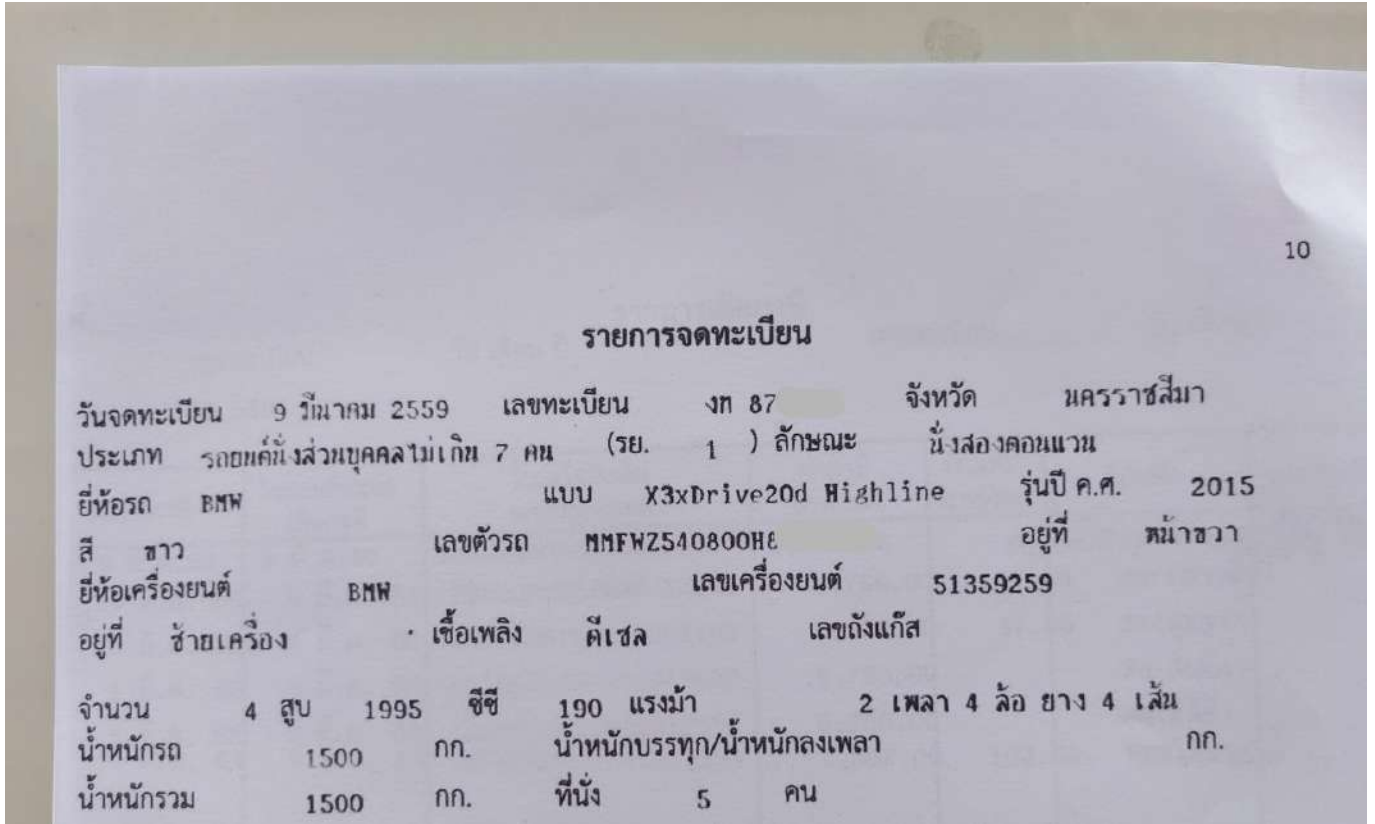 10
รายการจดทะเบียน
วันจดทะเบียน 9 มีนาคม 2559 เลขทะเบียน งท 87 จังหวัด นครราชสีมา
ประเภท รถยนต์นั่งส่วนบุคคลไม่เกิน 7 คน (รย. 1 ) ลักษณะ นั่งสองตอนแวน
ยี่ห้อรถ BMW แบบ X3xDrive20d Highline รุ่นปี ค.ศ. 2015
สี ขาว เลขตัวรถ MMFWZ540800H8 อยู่ที่ หน้าขวา
ยี่ห้อเครื่องยนต์ BMW เลขเครื่องยนต์ 51359259
อยู่ที่ ซ้ายเครื่อง เชื้อเพลิง ดีเซล เลขถังแก๊ส
จำนวน 4 สูบ 1995 ซีซี 190 แรงม้า 2 เพลา 4 ล้อ ยาง 4 เส้น
น้ำหนักรถ 1500 กก. น้ำหนักบรรทุก/น้ำหนักลงเพลา กก.
น้ำหนักรวม 1500 กก. ที่นั่ง 5 คน